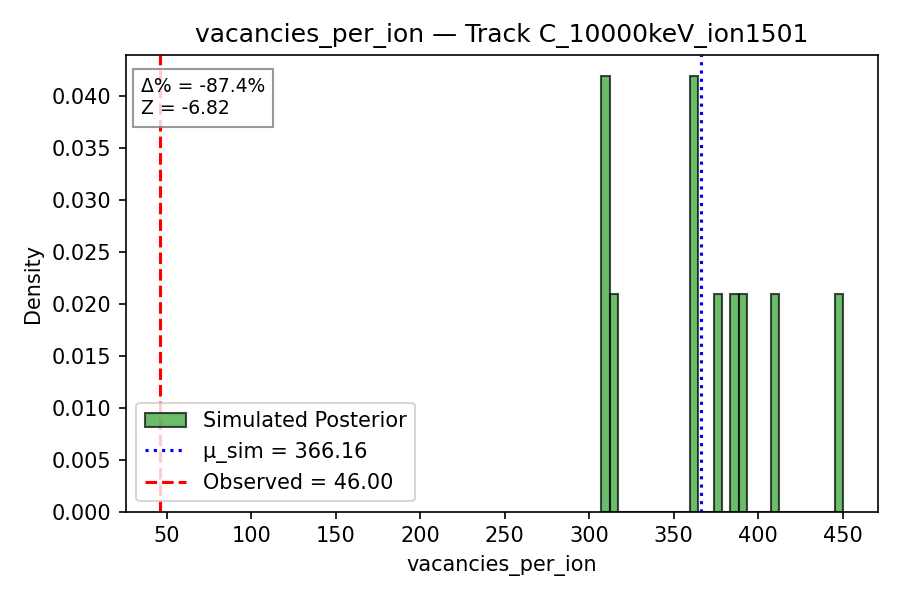 vacancies_per_ion — Track C_10000keV_ion1501
Δ% = -87.4%
Z = -6.82
Density
0.040
0.035
0.030
0.025
0.020
0.015
0.010
0.005
0.000
Simulated Posterior
μ_sim = 366.16
Observed = 46.00
50 100 150 200 250 300 350 400 450
vacancies_per_ion